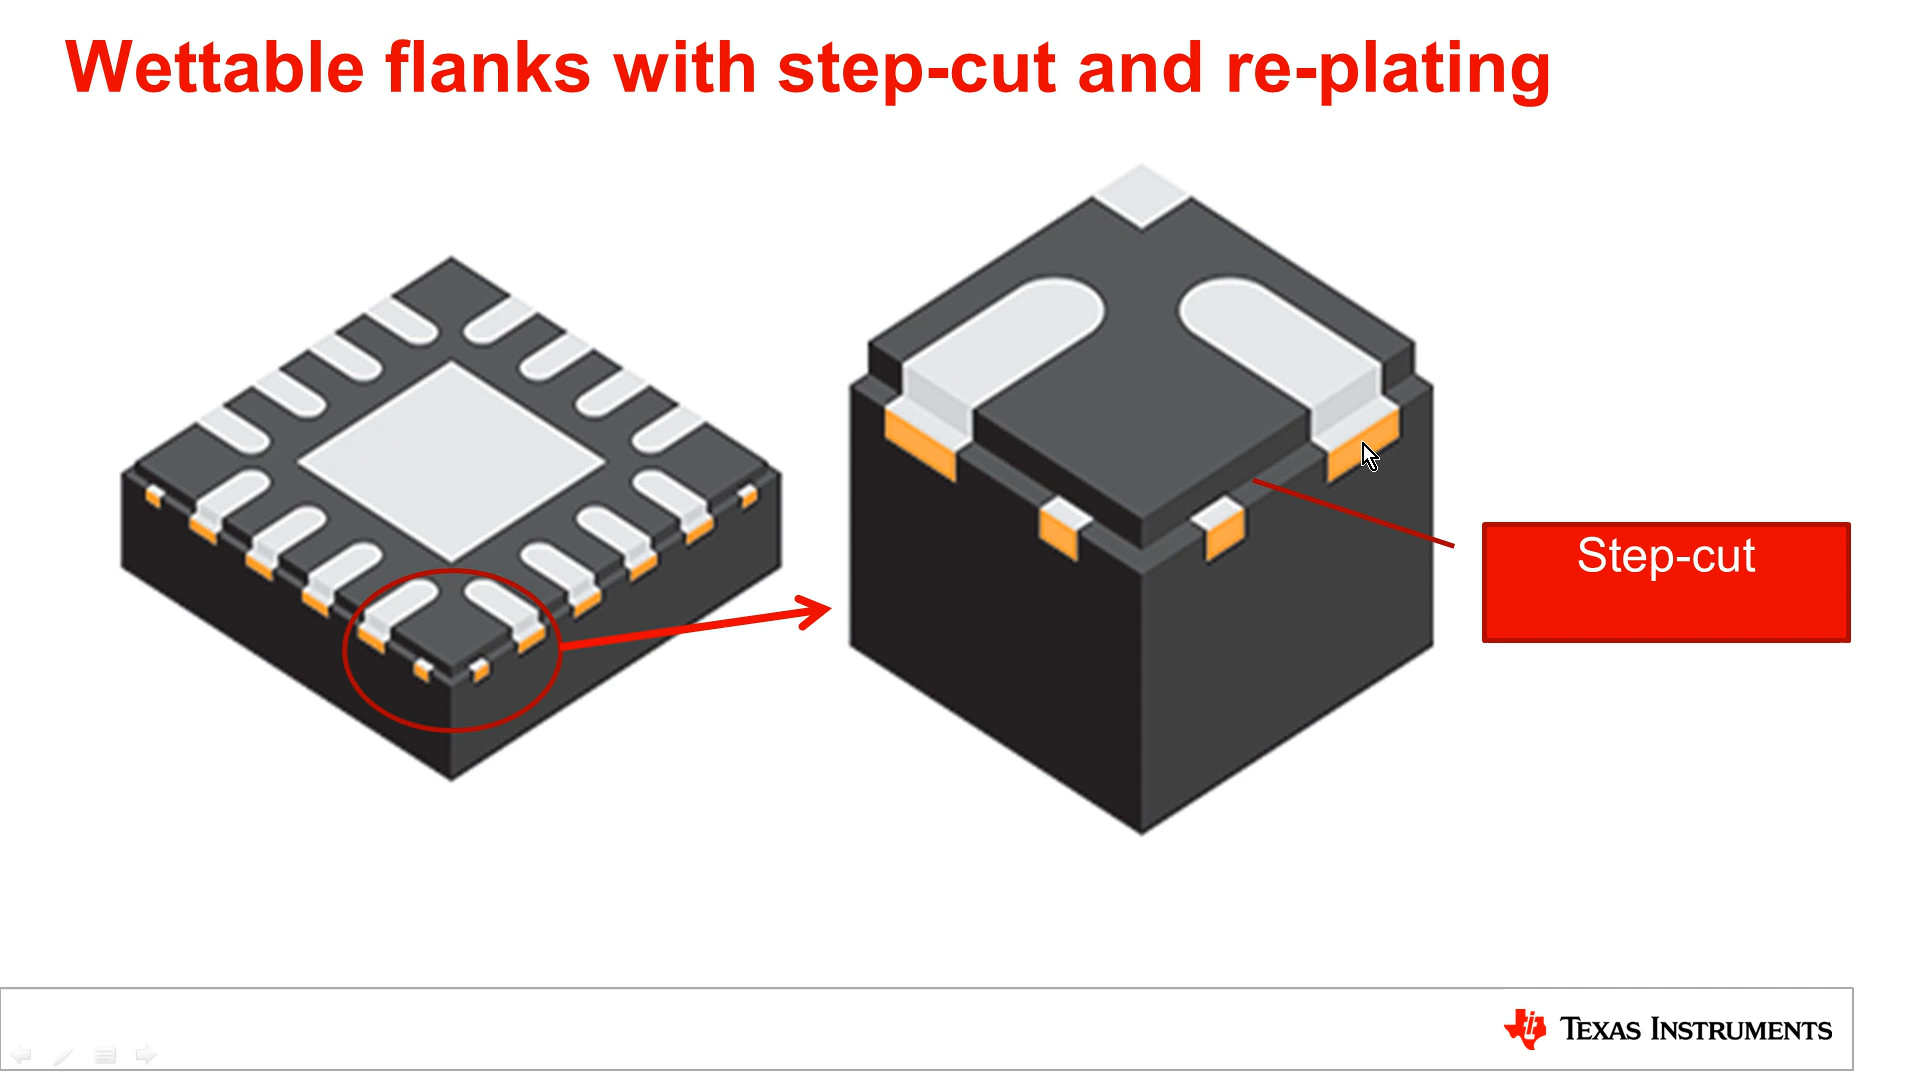 Wettable flanks with step-cut and re-plating
Step-cut
TEXAS INSTRUMENTS